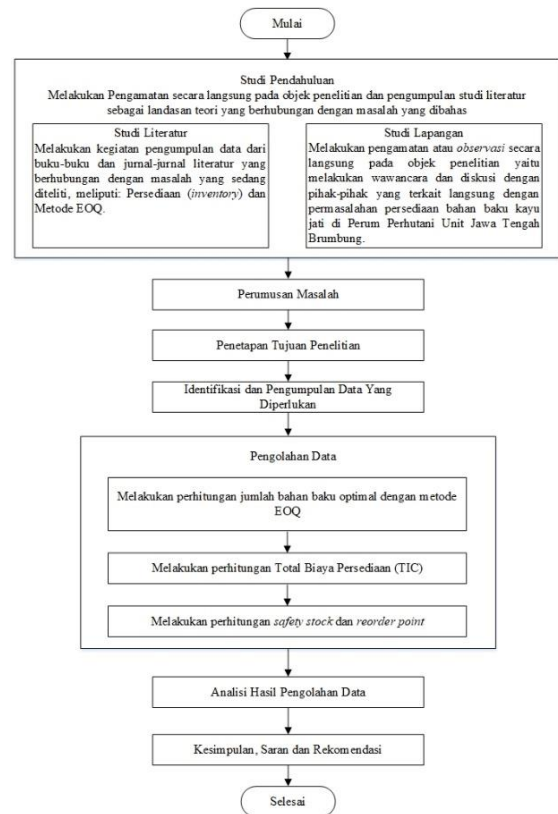 Mulai
Studi Pendahuluan
Melakukan Pengamatan secara langsung pada objek penelitian dan pengumpulan studi literatur
sebagai landasan teori yang berhubungan dengan masalah yang dibahas
Studi Literatur
Melakukan kegiatan pengumpulan data dari
buku-buku dan jurnal-jurnal literatur yang
berhubungan dengan masalah yang sedang
diteliti, meliputi: Persediaan (inventory) dan
Metode EOQ.
Studi Lapangan
Melakukan pengamatan atau observasi secara
langsung pada objek penelitian yaitu
melakukan wawancara dan diskusi dengan
pihak-pihak yang terkait langsung dengan
permasalahan persediaan bahan baku kayu
jati di Perum Perhutani Unit Jawa Tengah
Brumbung.
Perumusan Masalah
Penetapan Tujuan Penelitian
Identifikasi dan Pengumpulan Data Yang
Diperlukan
Pengolahan Data
Melakukan perhitungan jumlah bahan baku optimal dengan metode
EOQ
Melakukan perhitungan Total Biaya Persediaan (TIC)
Melakukan perhitungan safety stock dan reorder point
Analisi Hasil Pengolahan Data
Kesimpulan, Saran dan Rekomendasi
Selesai